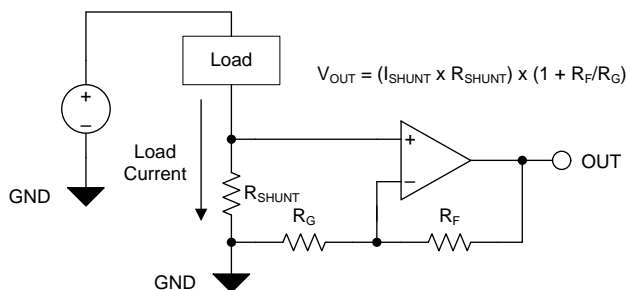 Load
V_OUT = (I_SHUNT x R_SHUNT) x (1 + R_F/R_G)
+
−
Load
Current
+
−
OUT
GND
R_SHUNT
R_G
R_F
GND